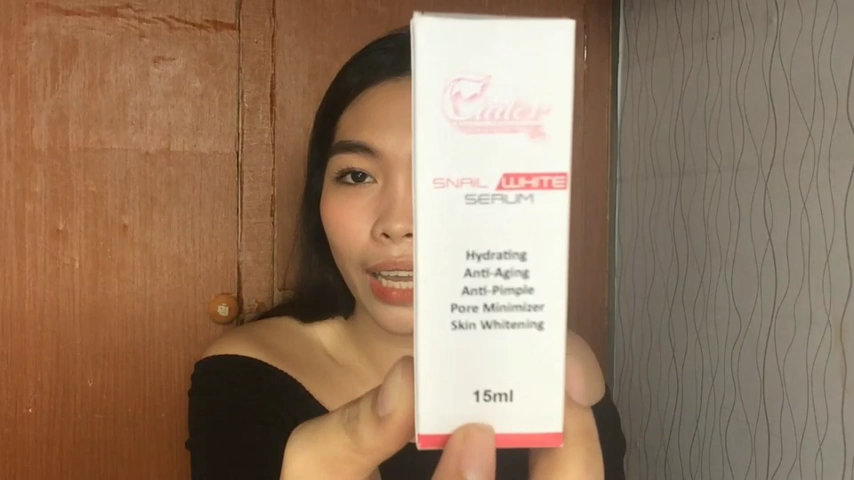 SNAIL WHITE
SERUM
Hydrating
Anti-Aging
Anti-Pimple
Pore Minimizer
Skin Whitening
15ml